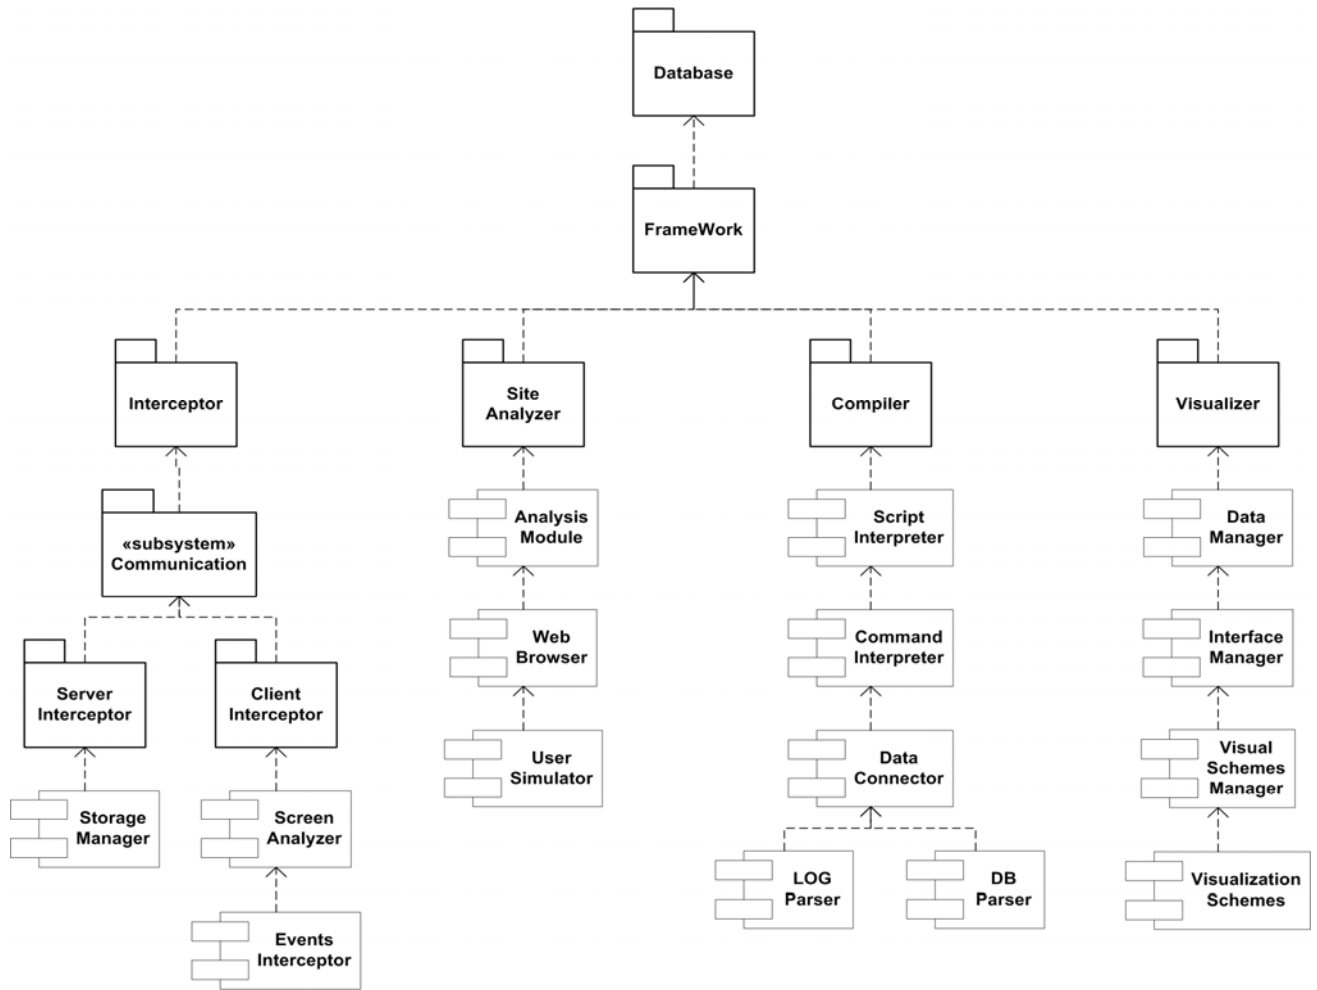 Database
FrameWork
Interceptor
Site
Analyzer
Compiler
Visualizer
«subsystem»
Communication
Analysis
Module
Script
Interpreter
Data
Manager
Server
Interceptor
Client
Interceptor
Web
Browser
Command
Interpreter
Interface
Manager
User
Simulator
Data
Connector
Visual
Schemes
Manager
Storage
Manager
Screen
Analyzer
LOG
Parser
DB
Parser
Visualization
Schemes
Events
Interceptor